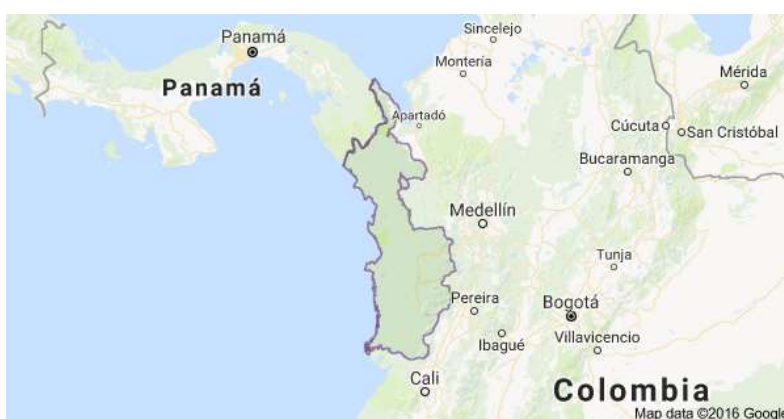 Sincelejo
Panamá
Montería
Mérida
Panamá
Apartadó
Cúcuta
San Cristóbal
Bucaramanga
Medellín
Tunja
Pereira
Bogotá
Ibagué
Villavicencio
Cali
Colombia
Map data ©2016 Google